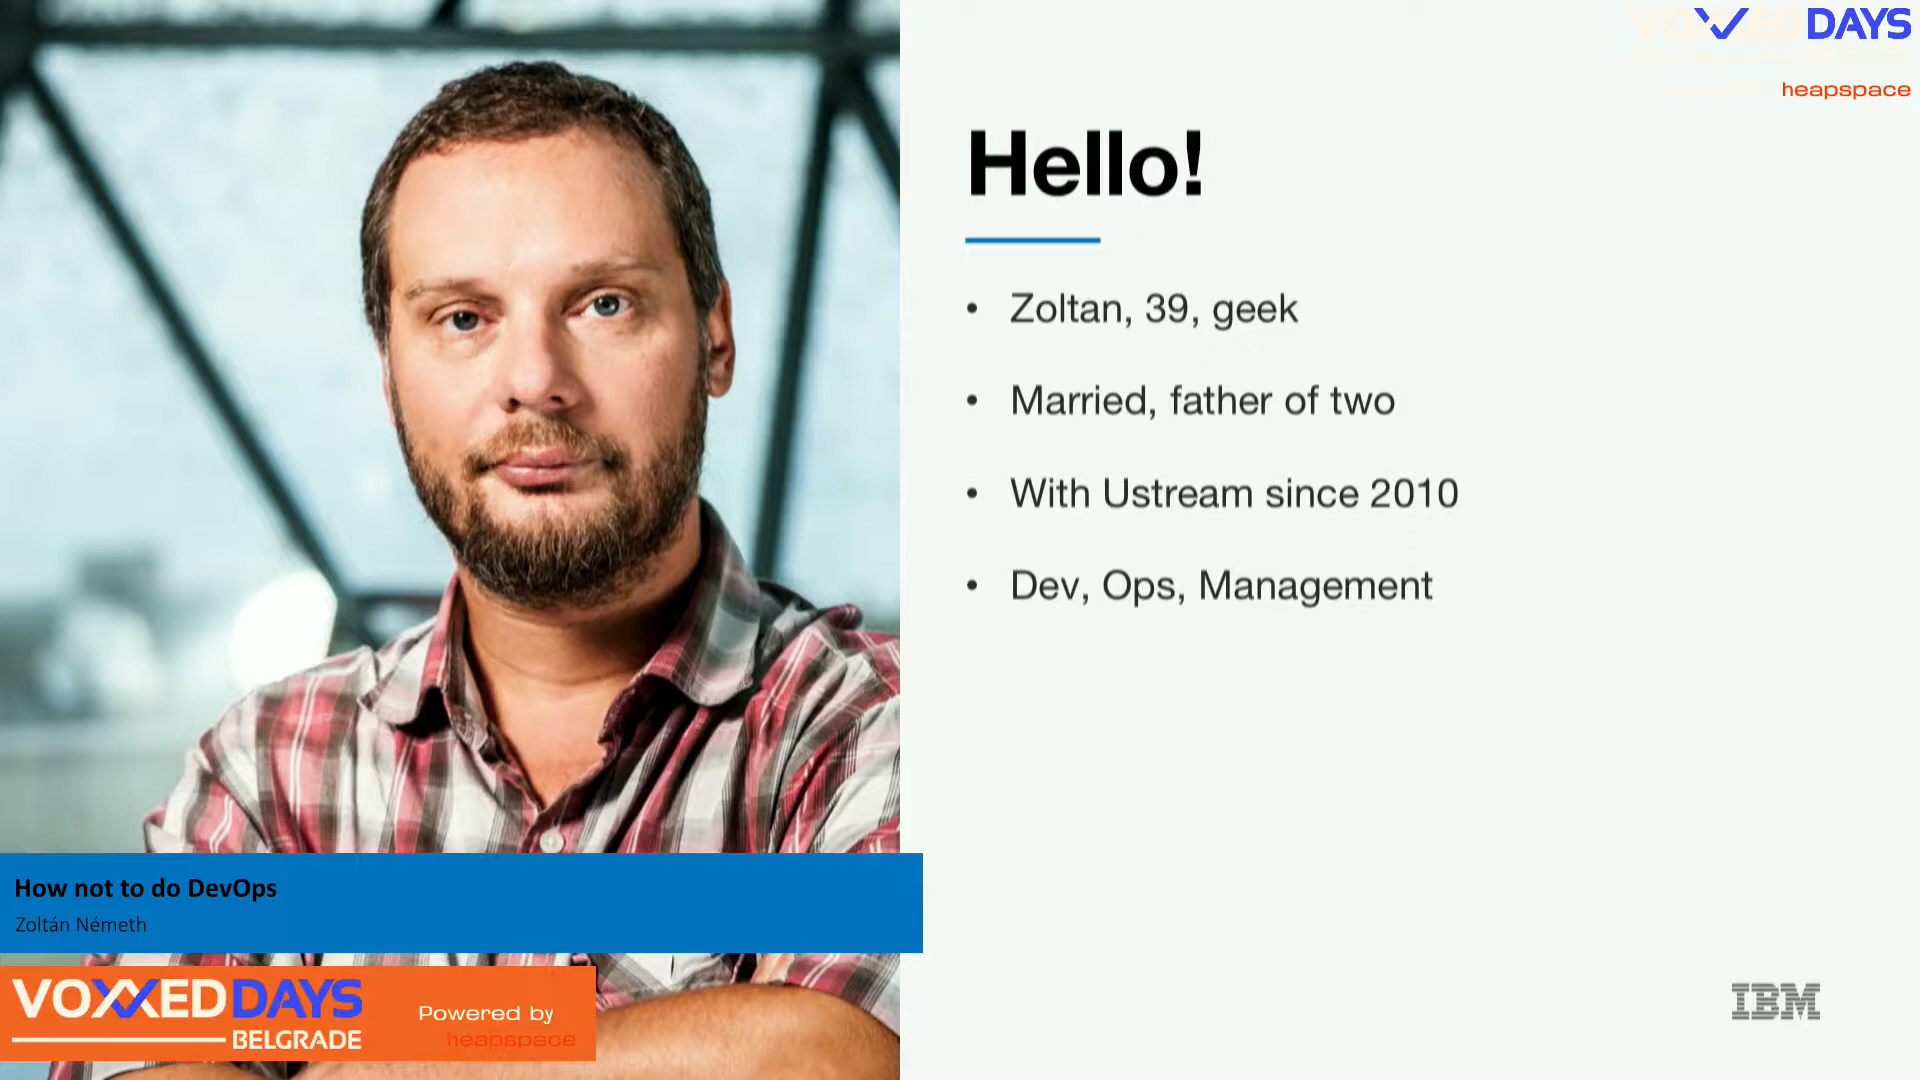 VOXXED DAYS
heapspace
Hello!
• Zoltan, 39, geek
• Married, father of two
• With Ustream since 2010
• Dev, Ops, Management
How not to do DevOps
Zoltán Németh
VOXXED DAYS
BELGRADE
Powered by
heapspace
IBM